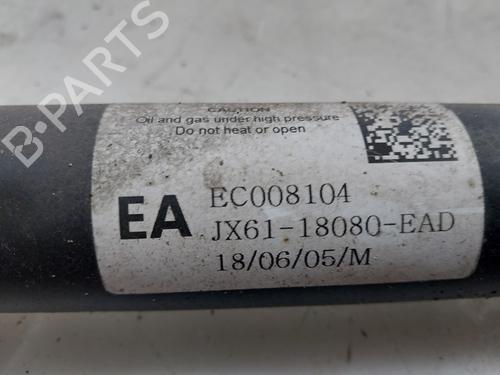 CAUTION
Oil and gas under high pressure
Do not heat or open
EA
EC008104
JX61-18080-EAD
18/06/05/M
B-PARTS